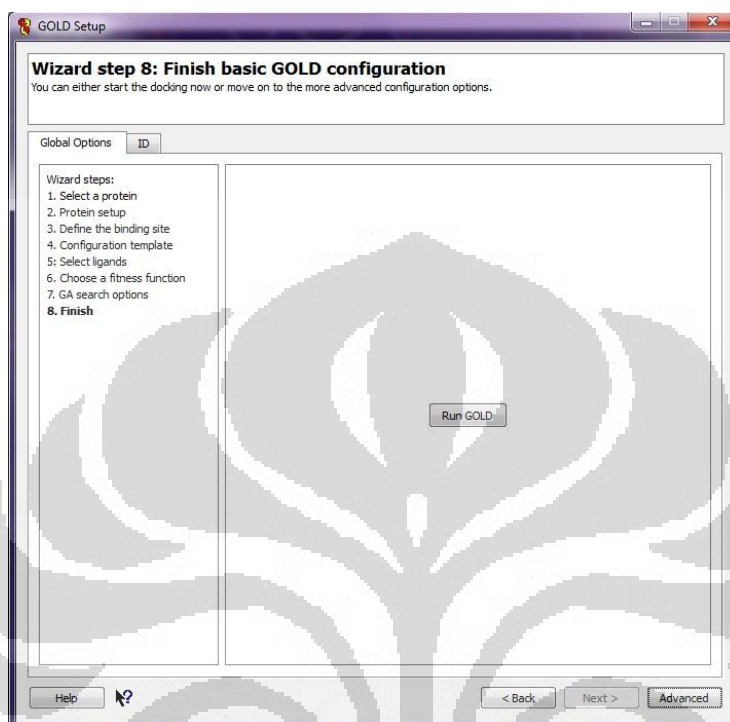 GOLD Setup
Wizard step 8: Finish basic GOLD configuration
You can either start the docking now or move on to the more advanced configuration options.
Global Options
ID
Wizard steps:
1. Select a protein
2. Protein setup
3. Define the binding site
4. Configuration template
5: Select ligands
6. Choose a fitness function
7. GA search options
8. Finish
Run GOLD
Help
?
< Back
Next >
Advanced